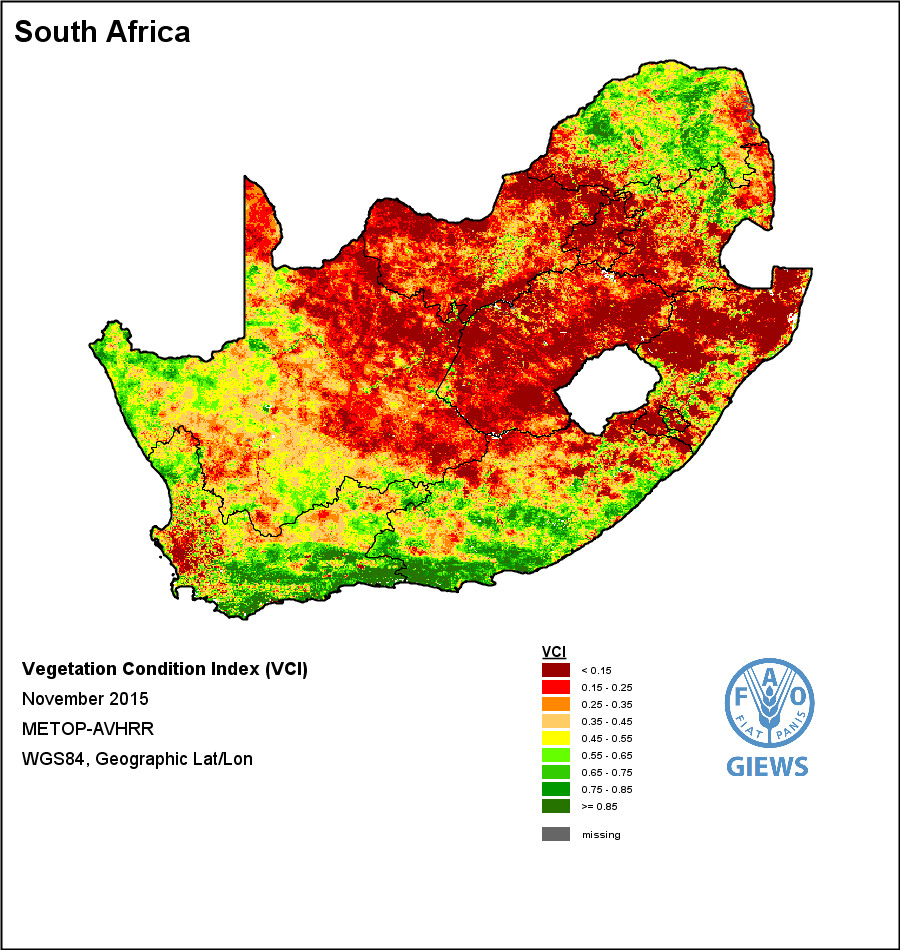 South Africa
Vegetation Condition Index (VCI)
November 2015
METOP-AVHRR
WGS84, Geographic Lat/Lon
VCI
< 0.15
0.15 - 0.25
0.25 - 0.35
0.35 - 0.45
0.45 - 0.55
0.55 - 0.65
0.65 - 0.75
0.75 - 0.85
>= 0.85
missing
F A O
FIAT PANIS
GIEWS